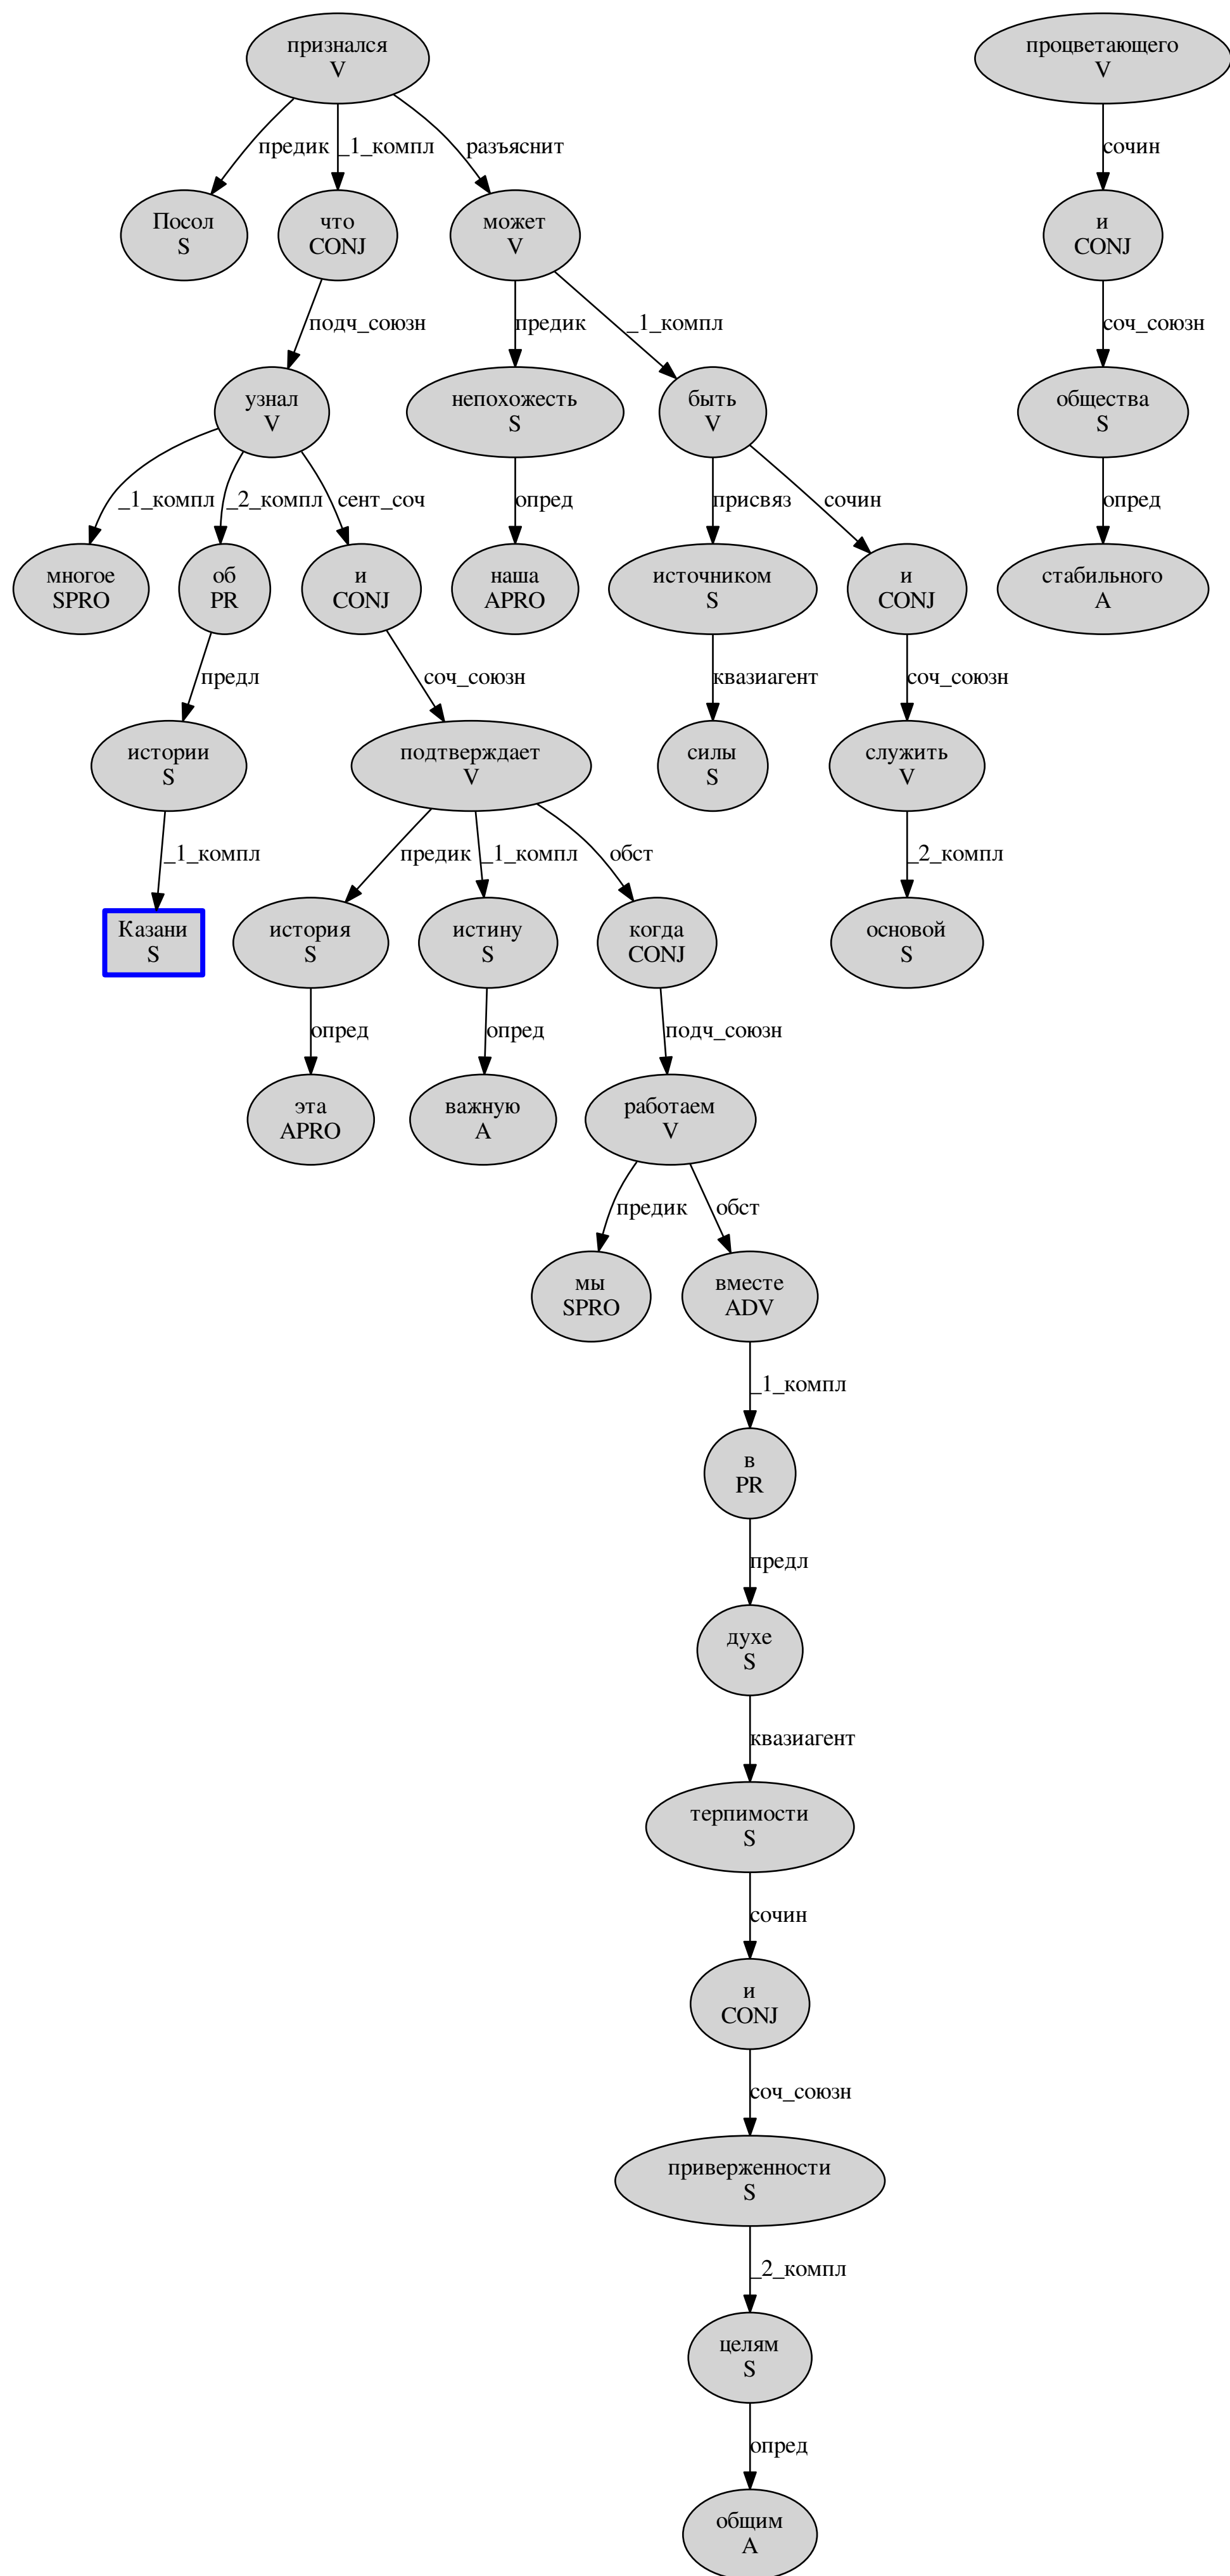 признался
V
процветающего
V
предик
_1_компл
разъяснит
сочин
Посол
S
что
CONJ
может
V
и
CONJ
подч_союзн
предик
_1_компл
соч_союзн
узнал
V
непохожесть
S
быть
V
общества
S
_1_компл
_2_компл
сент_соч
опред
присвяз
сочин
опред
многое
SPRO
об
PR
и
CONJ
наша
APRO
источником
S
и
CONJ
стабильного
A
предл
соч_союзн
квазиагент
соч_союзн
истории
S
подтверждает
V
силы
S
служить
V
_1_компл
предик
_1_компл
обст
_2_компл
Казани
S
история
S
истину
S
когда
CONJ
основой
S
опред
опред
подч_союзн
эта
APRO
важную
A
работаем
V
предик
обст
мы
SPRO
вместе
ADV
_1_компл
в
PR
предл
духе
S
квазиагент
терпимости
S
сочин
и
CONJ
соч_союзн
приверженности
S
_2_компл
целям
S
опред
общим
A